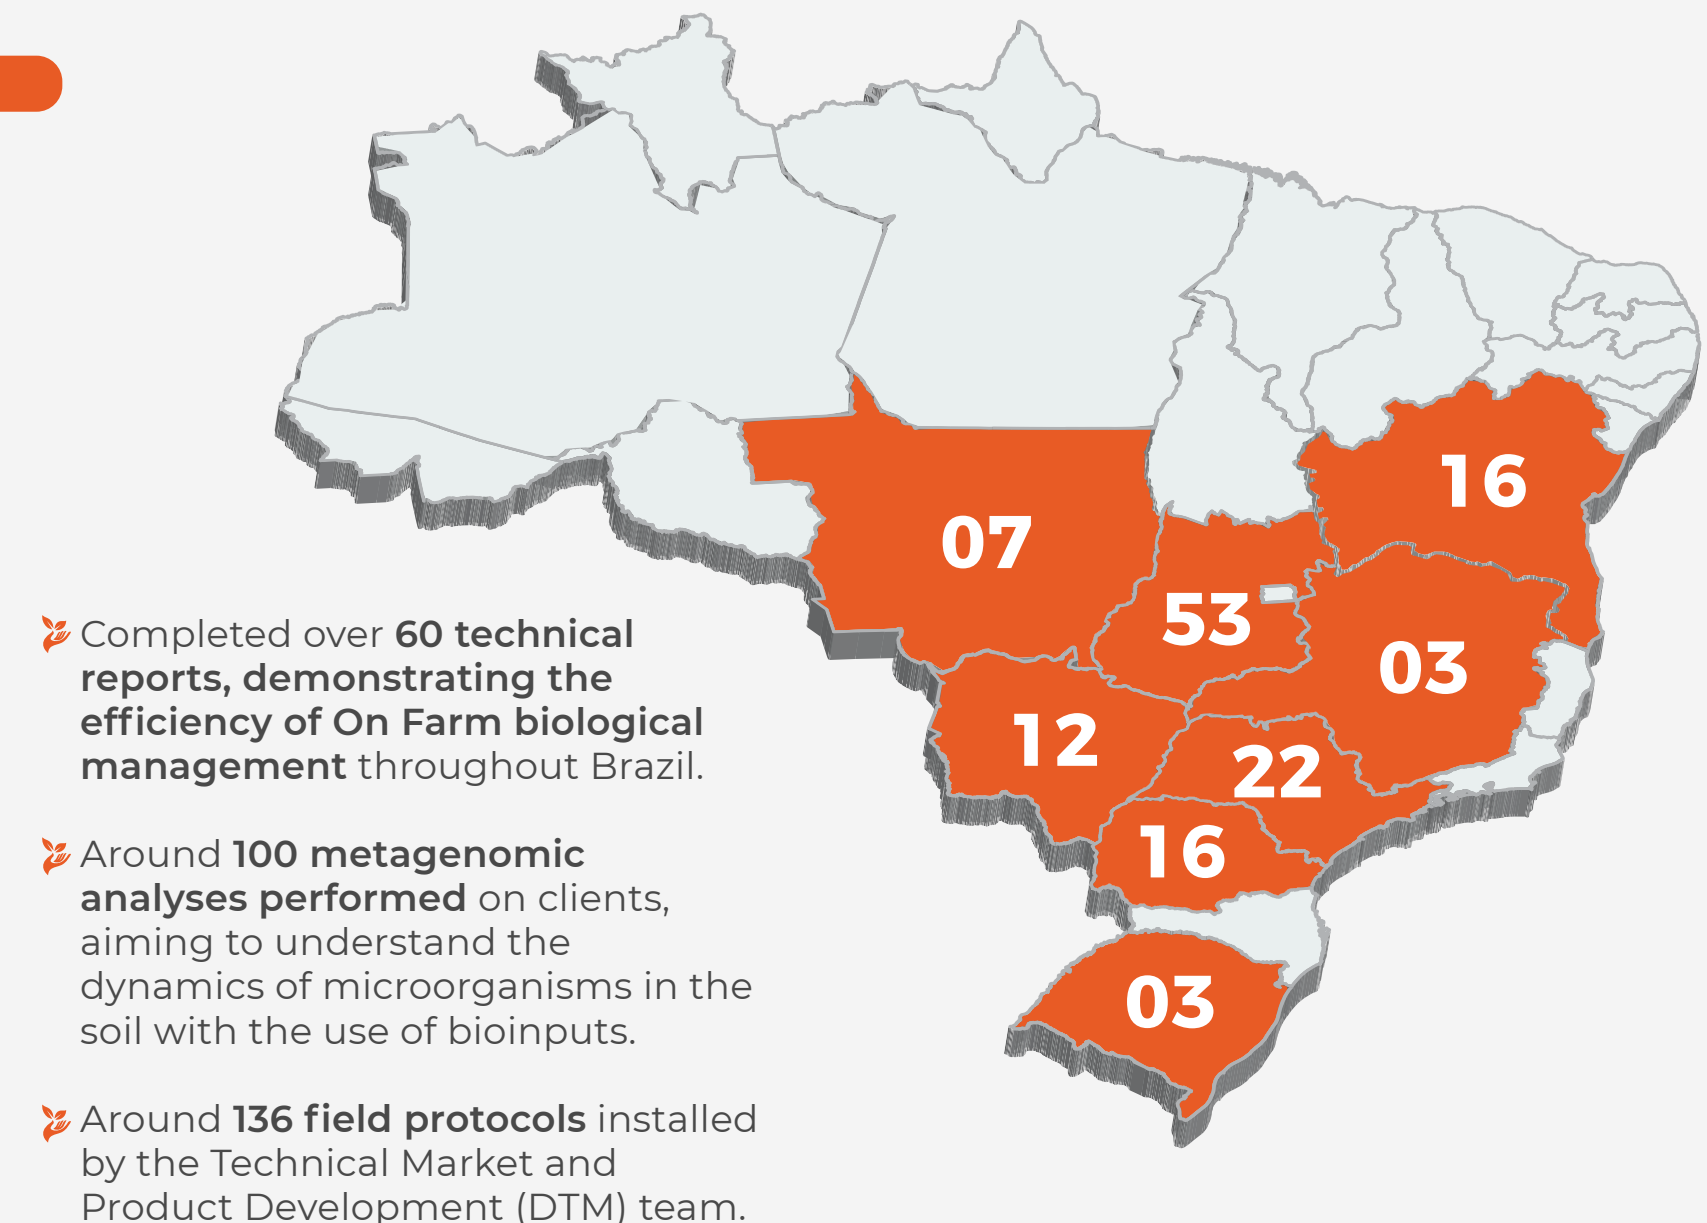 16
07
53
03
12
22
16
03
Completed over 60 technical
reports, demonstrating the
efficiency of On Farm biological
management throughout Brazil.
Around 100 metagenomic
analyses performed on clients,
aiming to understand the
dynamics of microorganisms in the
soil with the use of bioinputs.
Around 136 field protocols installed
by the Technical Market and
Product Development (DTM) team.